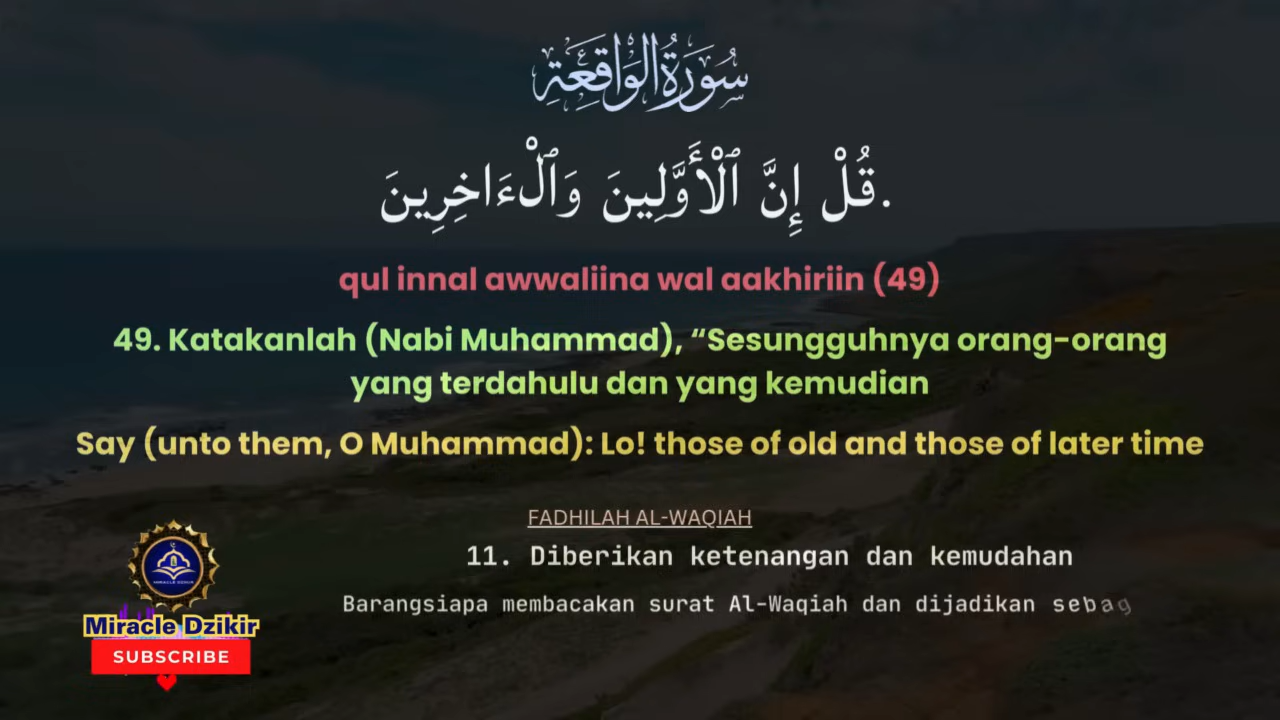 سُورَةُ الْوَاقِعَةِ
قُلْ إِنَّ ٱلْأَوَّلِينَ وَٱلْءَاخِرِينَ.
qul innal awwaliina wal aakhiriin (49)
49. Katakanlah (Nabi Muhammad), “Sesungguhnya orang-orang
yang terdahulu dan yang kemudian
Say (unto them, O Muhammad): Lo! those of old and those of later time
FADHILAH AL-WAQIAH
11. Diberikan ketenangan dan kemudahan
Barangsiapa membacakan surat Al-Waqiah dan dijadikan sebag
MIRACLE DZIKIR
Miracle Dzikir
SUBSCRIBE